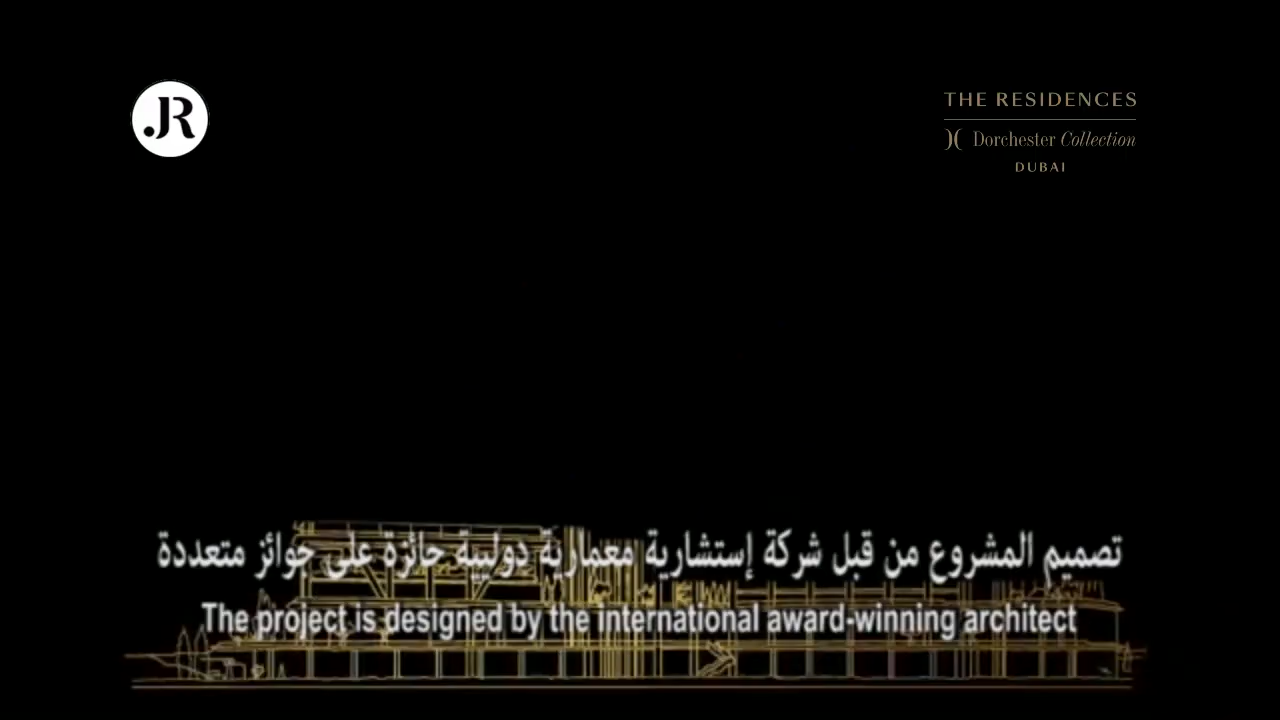 JR
THE RESIDENCES
Dorchester Collection
DUBAI
تصميم المشروع من قبل شركة إستشارية معمارية دوليية حائزة على جوائز متعددة
The project is designed by the international award-winning architect